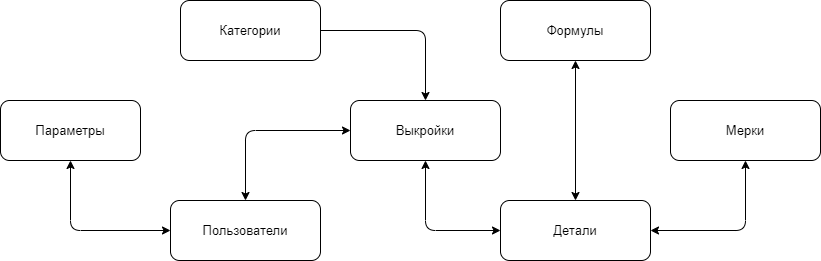 Категории
Формулы
Параметры
Выкройки
Мерки
Пользователи
Детали